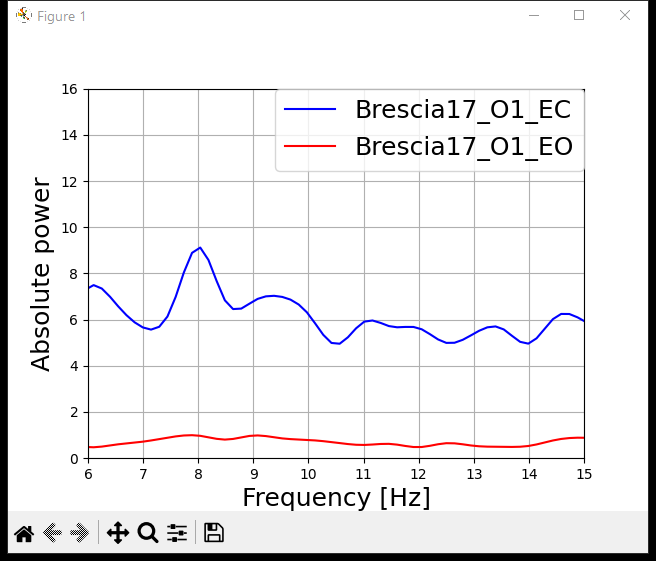 Figure 1
Brescia17_O1_EC
Brescia17_O1_EO
Absolute power
16
14
12
10
8
6
4
2
0
6 7 8 9 10 11 12 13 14 15
Frequency [Hz]